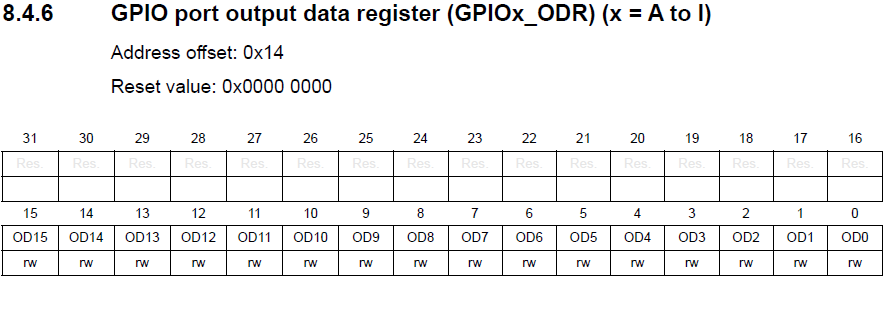 8.4.6 GPIO port output data register (GPIOx_ODR) (x = A to I)
Address offset: 0x14
Reset value: 0x0000 0000
31 30 29 28 27 26 25 24 23 22 21 20 19 18 17 16
Res. Res. Res. Res. Res. Res. Res. Res. Res. Res. Res. Res. Res. Res. Res. Res.
15 14 13 12 11 10 9 8 7 6 5 4 3 2 1 0
OD15 OD14 OD13 OD12 OD11 OD10 OD9 OD8 OD7 OD6 OD5 OD4 OD3 OD2 OD1 OD0
rw rw rw rw rw rw rw rw rw rw rw rw rw rw rw rw